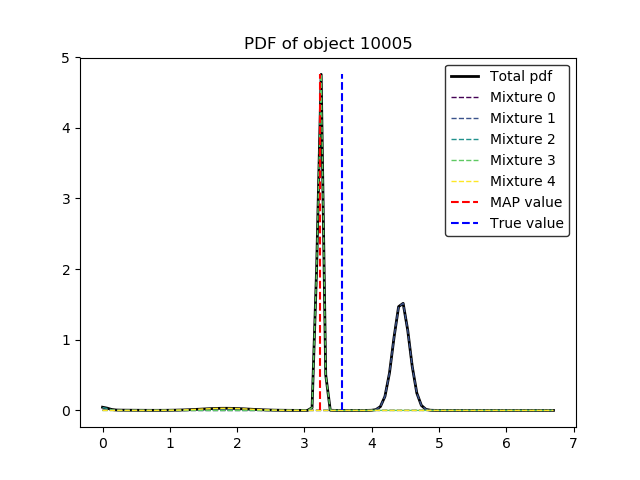 PDF of object 10005
5
4
3
2
1
0
0 1 2 3 4 5 6 7
Total pdf
Mixture 0
Mixture 1
Mixture 2
Mixture 3
Mixture 4
MAP value
True value